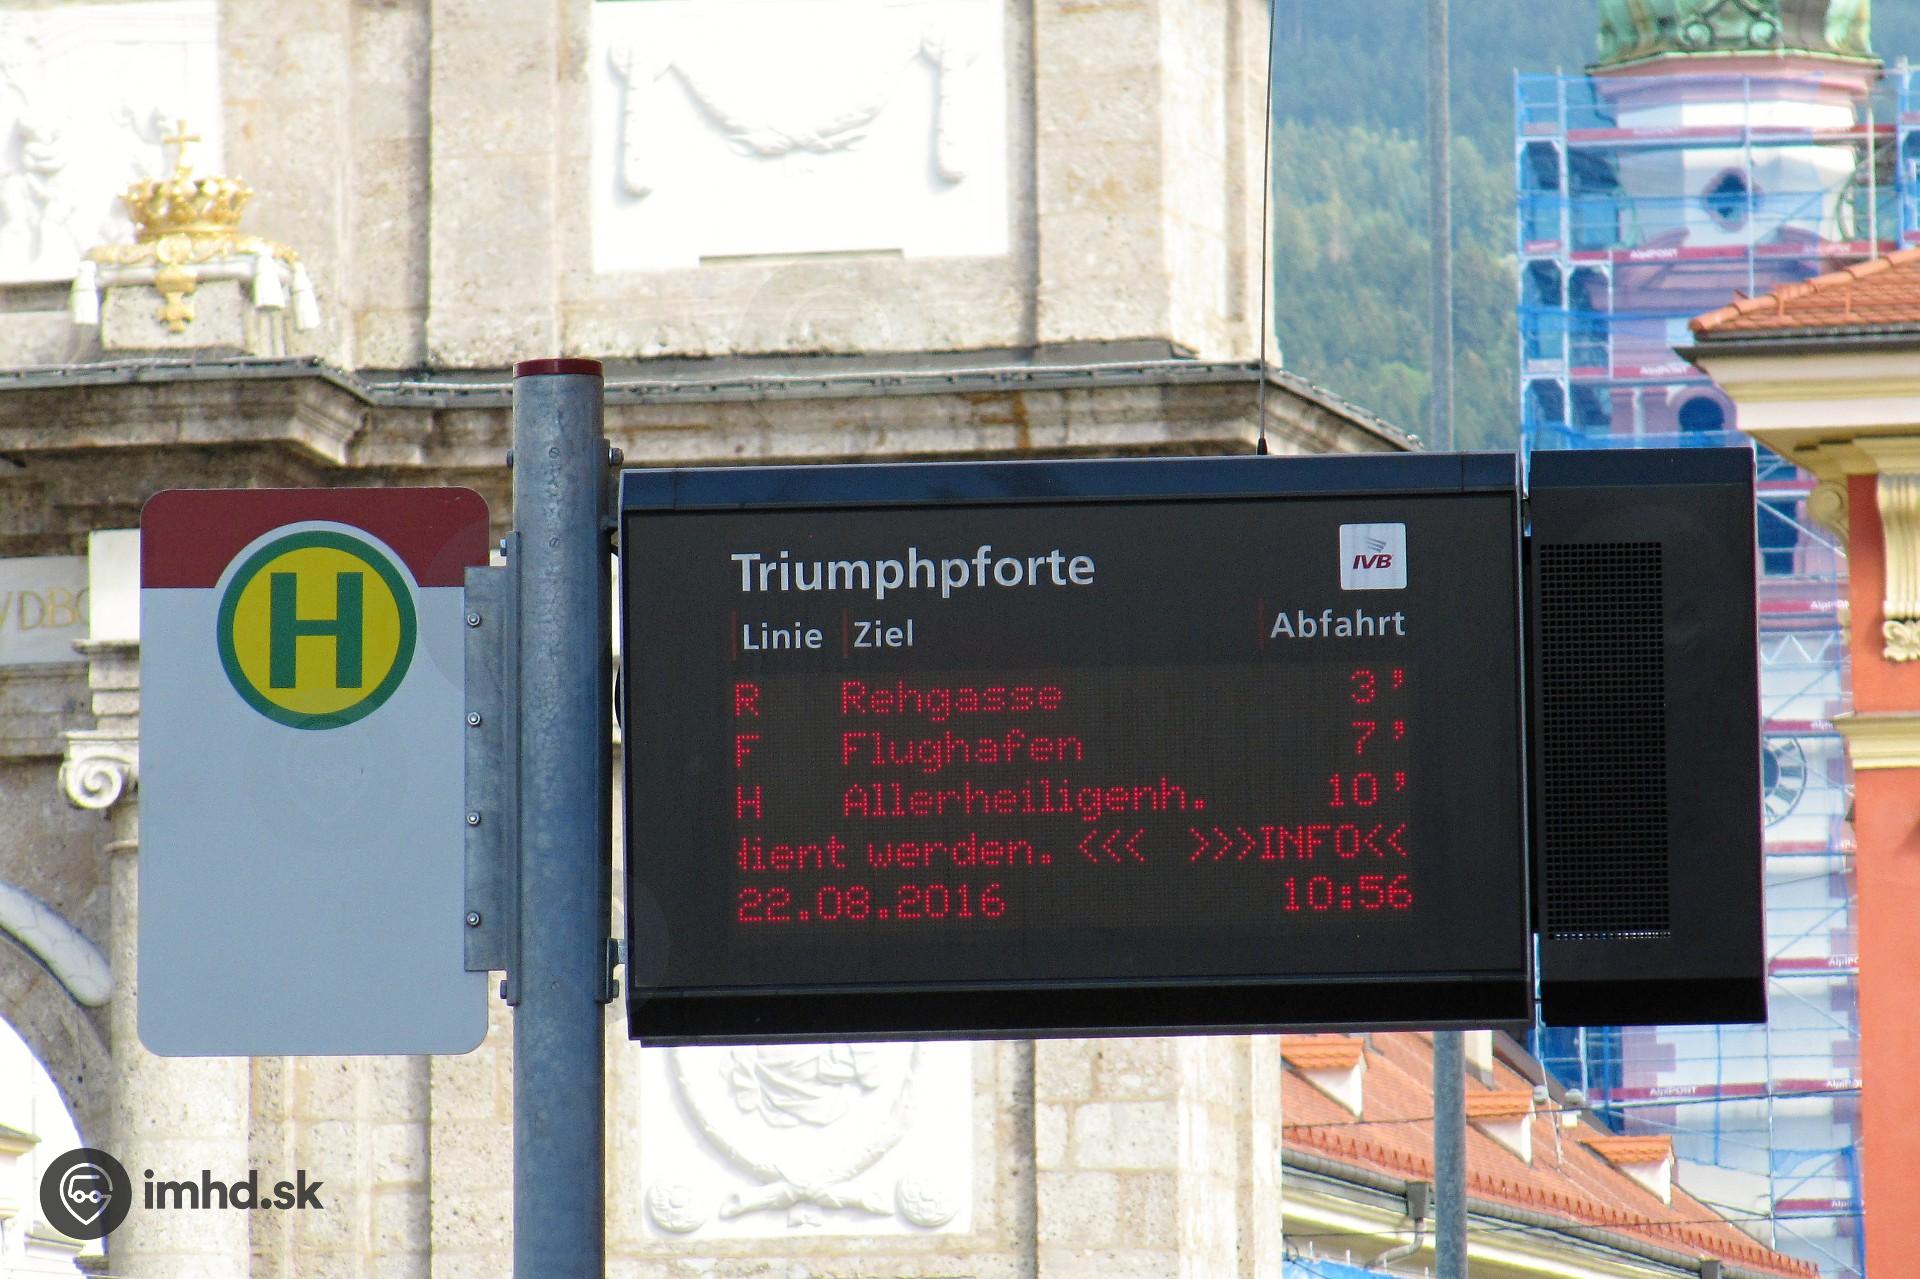 H
Triumphpforte
IVB
Linie Ziel Abfahrt
R Rehgasse 3'
F Flughafen 7'
H Allerheiligenh. 10'
dient werden. <<< >>>INFO<<
22.08.2016 10:56
imhd.sk